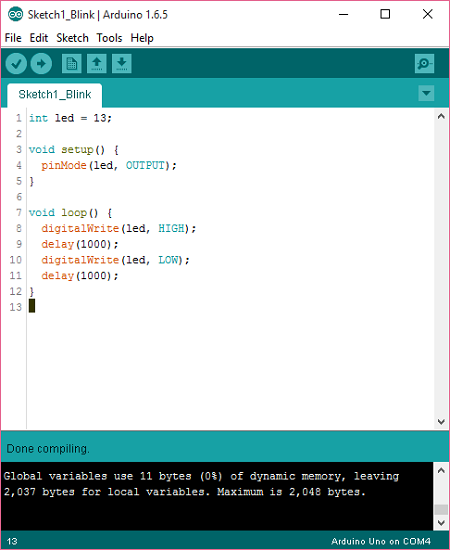 Sketch1_Blink | Arduino 1.6.5
File Edit Sketch Tools Help
Sketch1_Blink
1 int led = 13;
2
3 void setup() {
4   pinMode(led, OUTPUT);
5 }
6
7 void loop() {
8   digitalWrite(led, HIGH);
9   delay(1000);
10   digitalWrite(led, LOW);
11   delay(1000);
12 }
13
Done compiling.
Global variables use 11 bytes (0%) of dynamic memory, leaving
2,037 bytes for local variables. Maximum is 2,048 bytes.
13 Arduino Uno on COM4